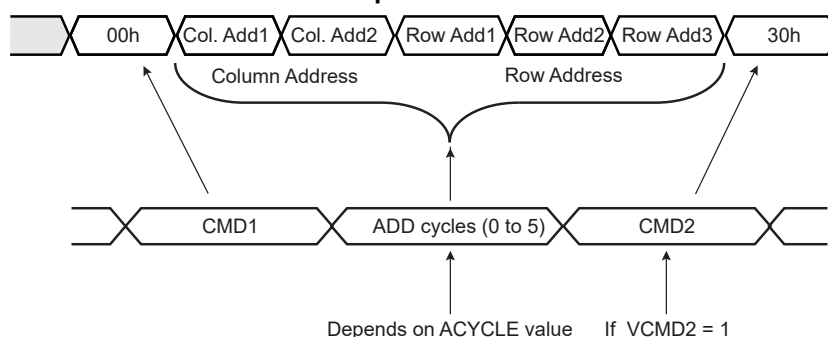 00h Col. Add1 Col. Add2 Row Add1 Row Add2 Row Add3 30h
Column Address Row Address
CMD1 ADD cycles (0 to 5) CMD2
Depends on ACYCLE value If VCMD2 = 1